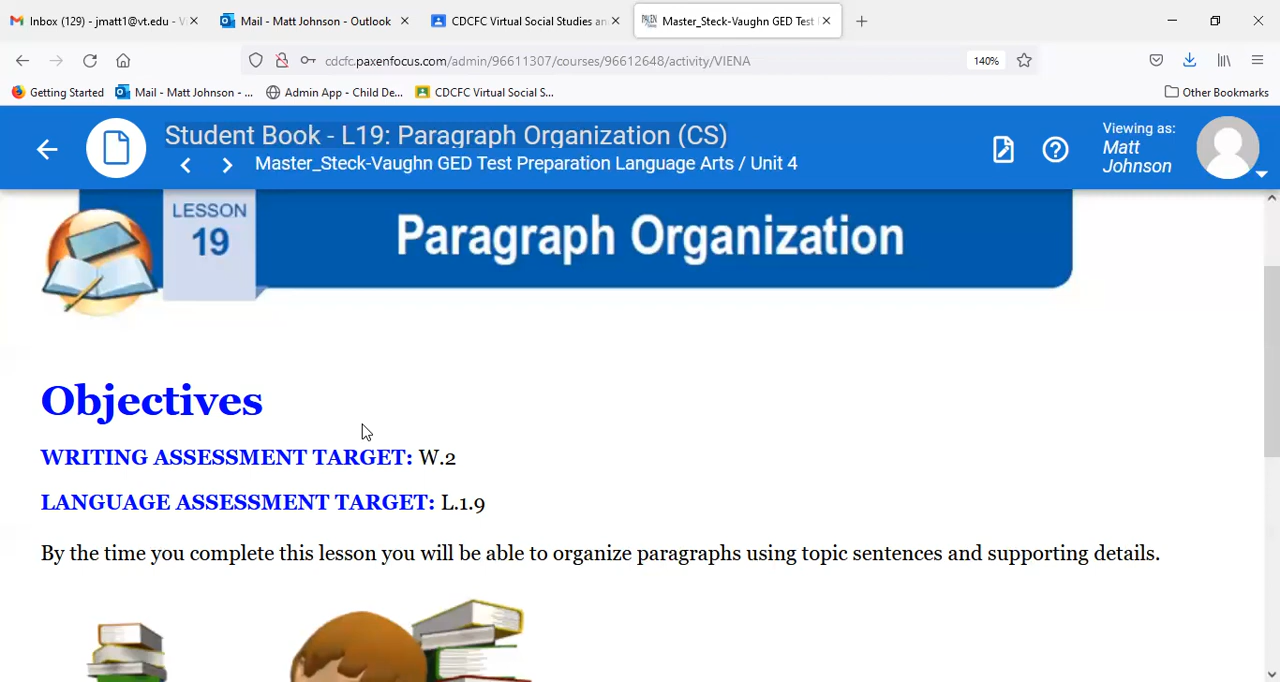 Inbox (129) - jmatt1@vt.edu - V
Mail - Matt Johnson - Outlook
CDCFC Virtual Social Studies an
PAXEN
Master_Steck-Vaughn GED Test
cdcfc.paxenfocus.com/admin/96611307/courses/96612648/activity/VIENA
140%
Getting Started
Mail - Matt Johnson - ...
Admin App - Child De...
CDCFC Virtual Social S...
Other Bookmarks
Student Book - L19: Paragraph Organization (CS)
Master_Steck-Vaughn GED Test Preparation Language Arts / Unit 4
Viewing as:
Matt
Johnson
LESSON
19
Paragraph Organization
Objectives
WRITING ASSESSMENT TARGET: W.2
LANGUAGE ASSESSMENT TARGET: L.1.9
By the time you complete this lesson you will be able to organize paragraphs using topic sentences and supporting details.